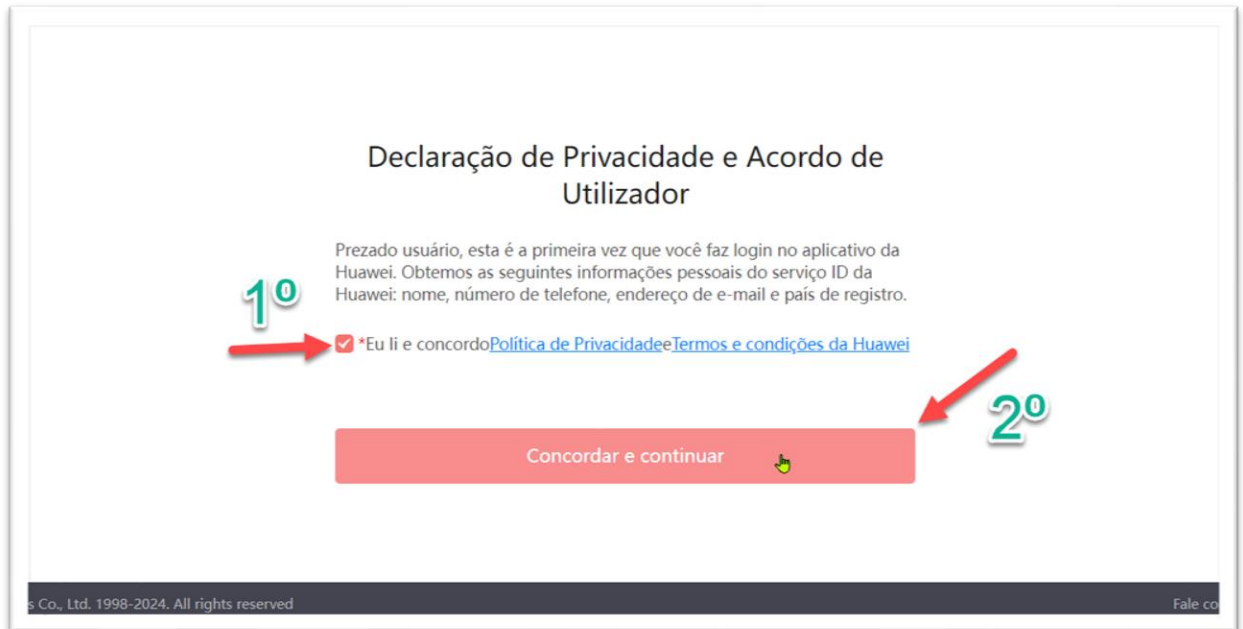 Declaração de Privacidade e Acordo de
Utilizador
Prezado usuário, esta é a primeira vez que você faz login no aplicativo da
Huawei. Obtemos as seguintes informações pessoais do serviço ID da
Huawei: nome, número de telefone, endereço de e-mail e país de registro.
1º
*Eu li e concordoPolítica de PrivacidadeeTermos e condições da Huawei
2º
Concordar e continuar
s Co., Ltd. 1998-2024. All rights reserved
Fale co